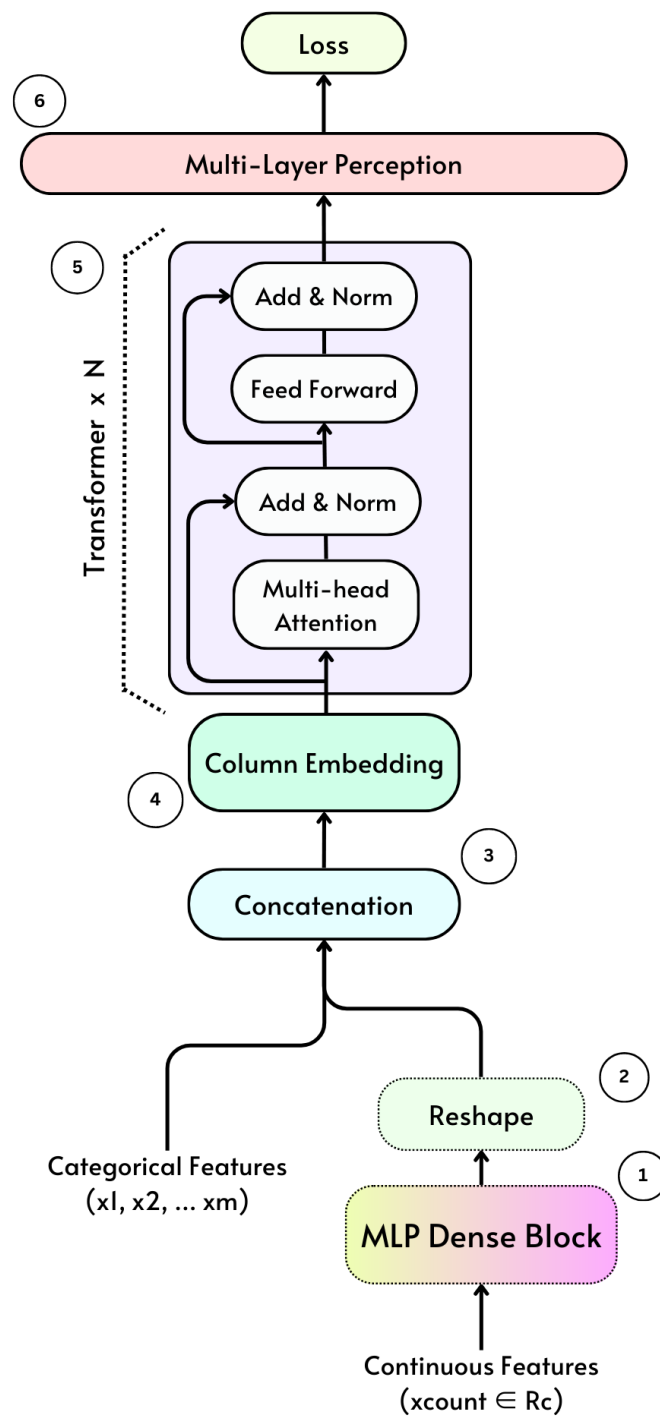 Loss
6
Multi-Layer Perception
5
Transformer x N
Add & Norm
Feed Forward
Add & Norm
Multi-head
Attention
Column Embedding
4
3
Concatenation
2
Reshape
Categorical Features
(x1, x2, ... xm)
1
MLP Dense Block
Continuous Features
(xcount ∈ Rc)